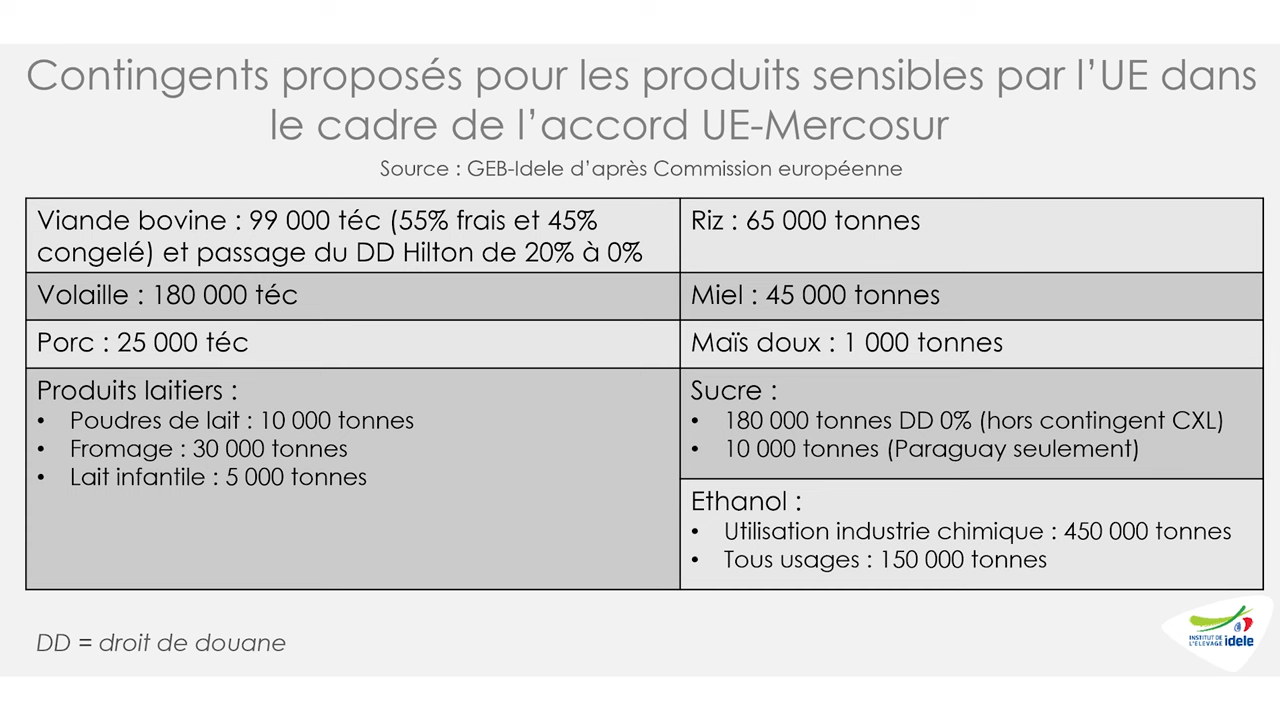 Contingents proposés pour les produits sensibles par l’UE dans
le cadre de l’accord UE-Mercosur
Source : GEB-Idele d’après Commission européenne
Viande bovine : 99 000 téc (55% frais et 45%
congelé) et passage du DD Hilton de 20% à 0%
Riz : 65 000 tonnes
Volaille : 180 000 téc
Miel : 45 000 tonnes
Porc : 25 000 téc
Maïs doux : 1 000 tonnes
Produits laitiers :
• Poudres de lait : 10 000 tonnes
• Fromage : 30 000 tonnes
• Lait infantile : 5 000 tonnes
Sucre :
• 180 000 tonnes DD 0% (hors contingent CXL)
• 10 000 tonnes (Paraguay seulement)
Ethanol :
• Utilisation industrie chimique : 450 000 tonnes
• Tous usages : 150 000 tonnes
DD = droit de douane
INSTITUT DE
L'ELEVAGE idele